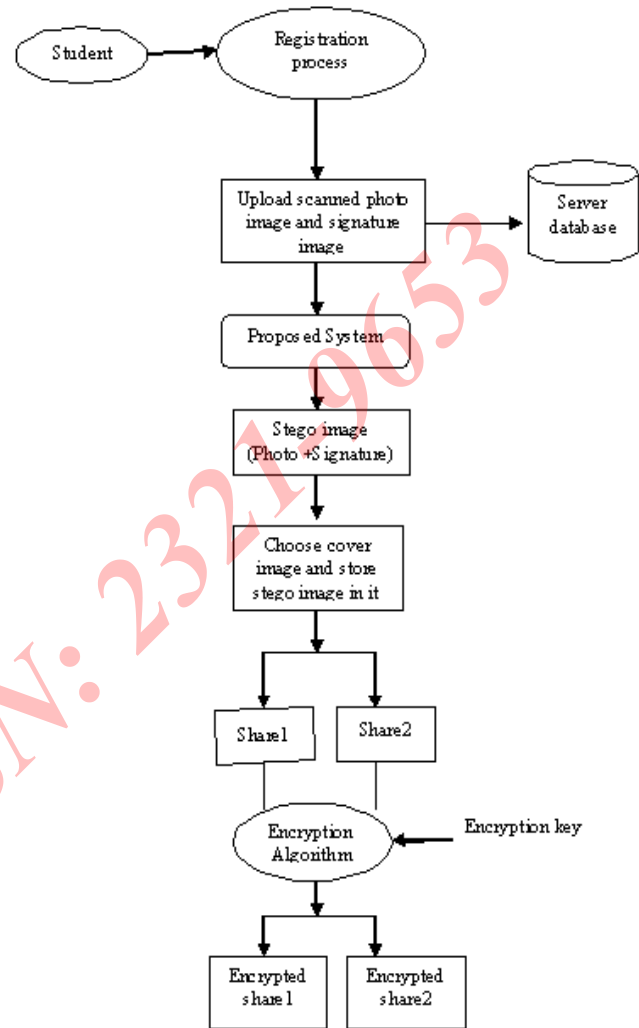 Student
Registration
process
Upload scanned photo
image and signature
image
Server
database
Proposed System
Stego image
(Photo +Signature)
Choose cover
image and store
stego image in it
Share1
Share2
Encryption
Algorithm
Encryption key
Encrypted
share1
Encrypted
share2
N: 2321-9653